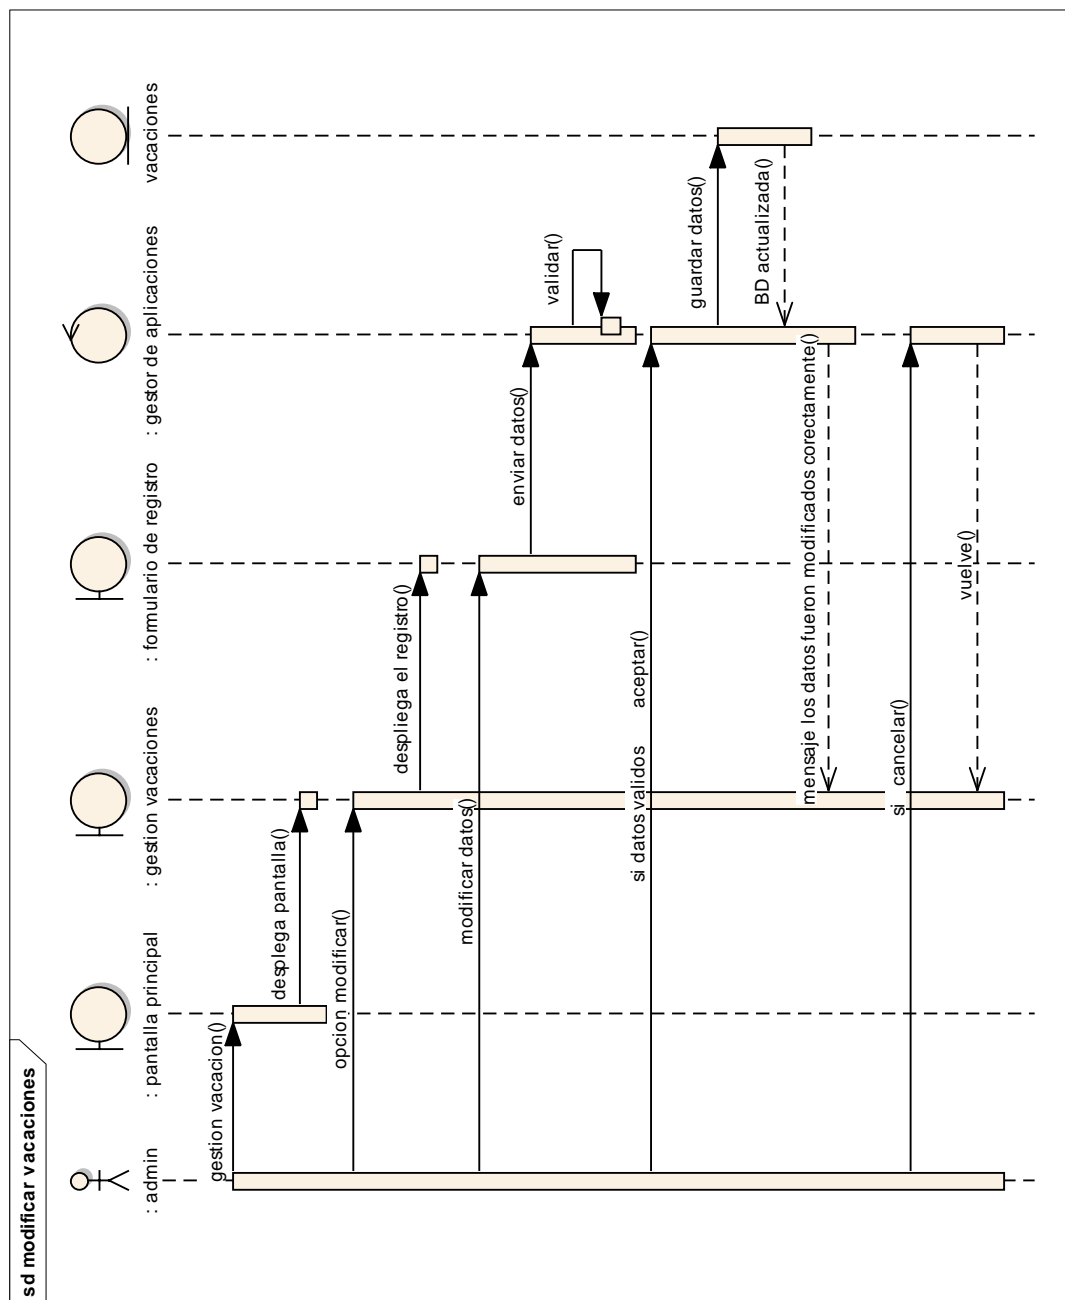 sd modificar vacaciones
: admin
: pantalla principal
: gestion vacaciones
: formulario de registro
: gestor de aplicaciones
vacaciones
gestion vacacion()
desplega pantalla()
opcion modificar()
despliega el registro()
modificar datos()
enviar datos()
validar()
si datos validos aceptar()
guardar datos()
BD actualizada()
mensaje los datos fueron modificados corectamente()
si cancelar()
vuelve()